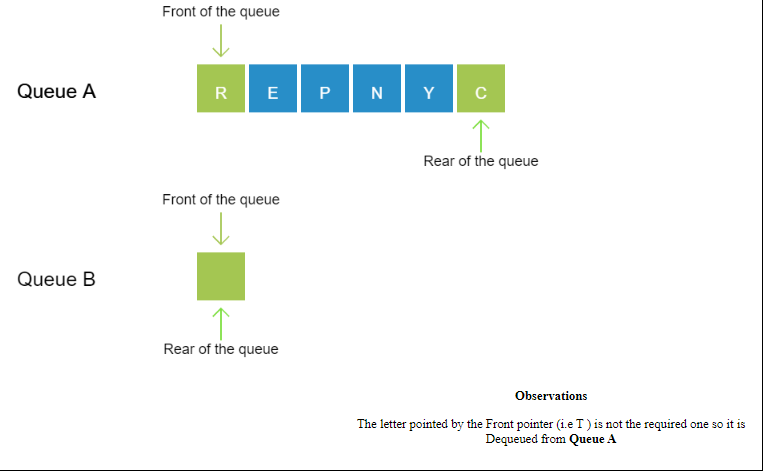 Front of the queue
Queue A
R E P N Y C
Rear of the queue
Front of the queue
Queue B
Rear of the queue
Observations
The letter pointed by the Front pointer (i.e T ) is not the required one so it is
Dequeued from Queue A